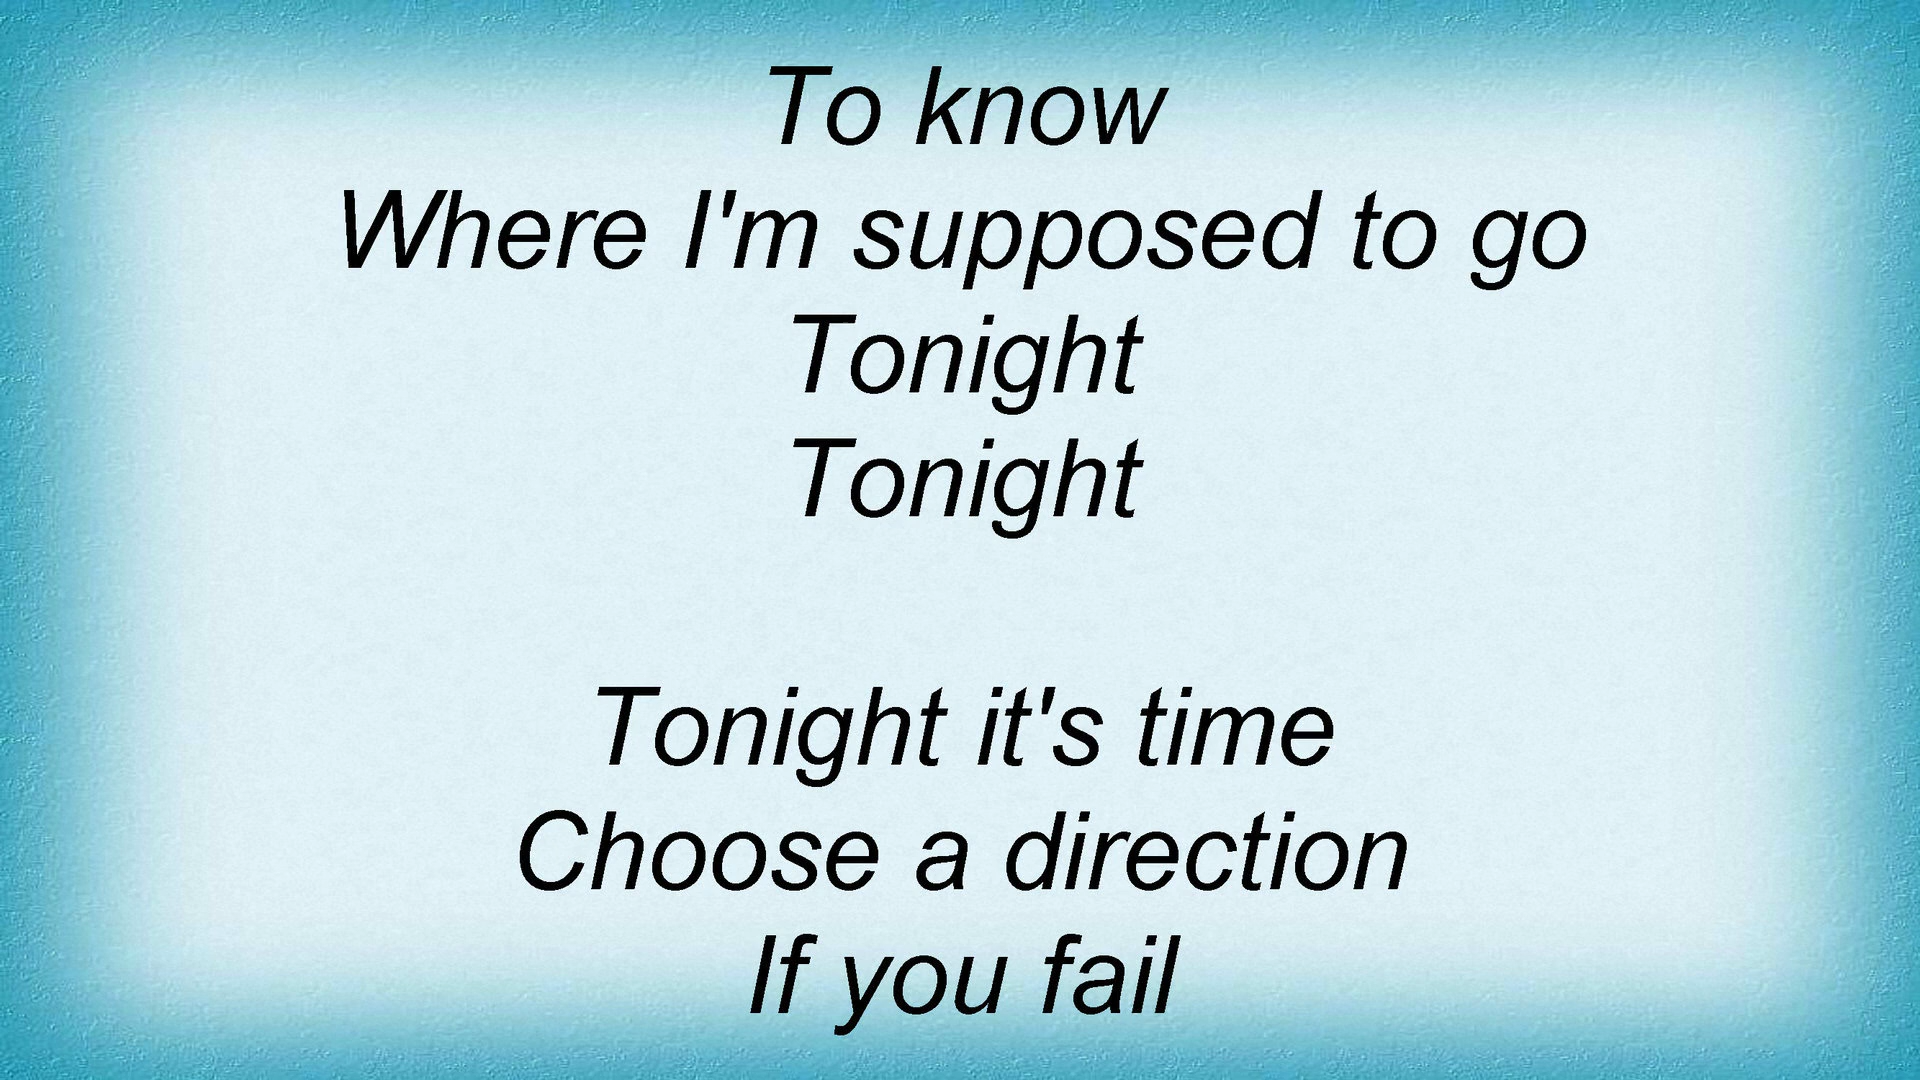 To know
Where I'm supposed to go
Tonight
Tonight

Tonight it's time
Choose a direction
If you fail